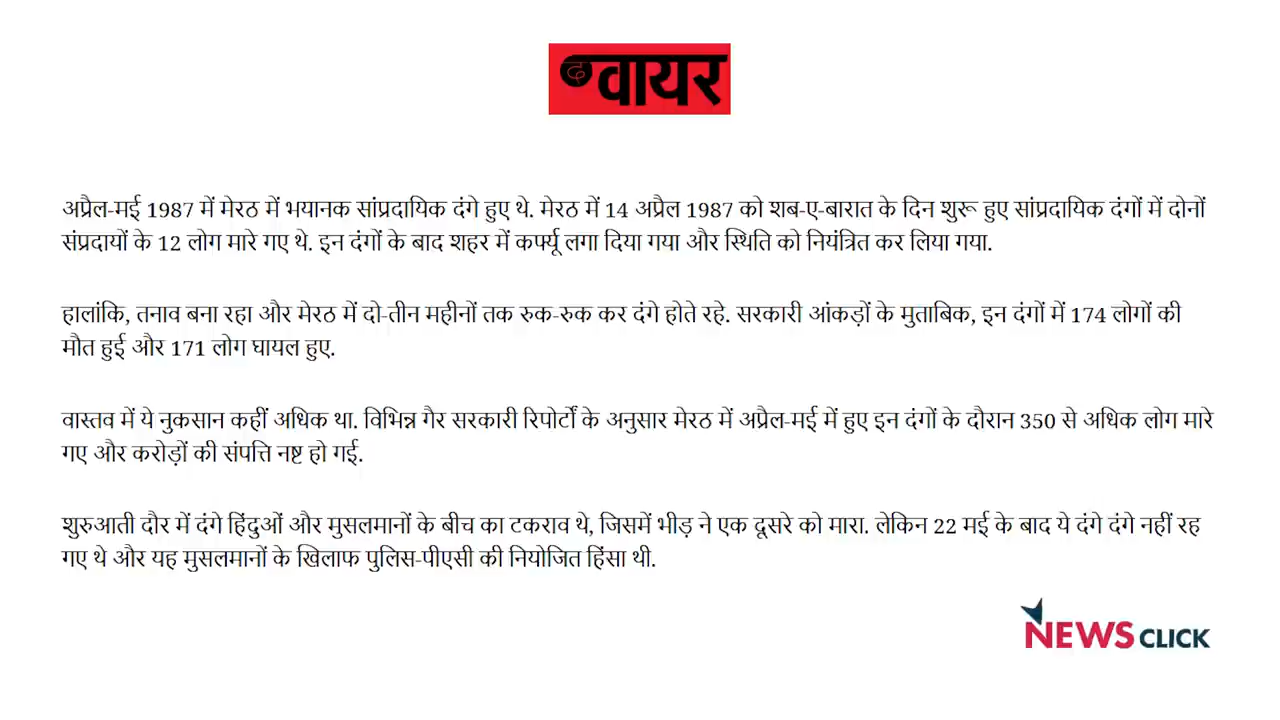 द वायर
अप्रैल-मई 1987 में मेरठ में भयानक सांप्रदायिक दंगे हुए थे. मेरठ में 14 अप्रैल 1987 को शब-ए-बारात के दिन शुरू हुए सांप्रदायिक दंगों में दोनों
संप्रदायों के 12 लोग मारे गए थे. इन दंगों के बाद शहर में कर्फ्यू लगा दिया गया और स्थिति को नियंत्रित कर लिया गया.
हालांकि, तनाव बना रहा और मेरठ में दो-तीन महीनों तक रुक-रुक कर दंगे होते रहे. सरकारी आंकड़ों के मुताबिक, इन दंगों में 174 लोगों की
मौत हुई और 171 लोग घायल हुए.
वास्तव में ये नुकसान कहीं अधिक था. विभिन्न गैर सरकारी रिपोर्टों के अनुसार मेरठ में अप्रैल-मई में हुए इन दंगों के दौरान 350 से अधिक लोग मारे
गए और करोड़ों की संपत्ति नष्ट हो गई.
शुरुआती दौर में दंगे हिंदुओं और मुसलमानों के बीच का टकराव थे, जिसमें भीड़ ने एक दूसरे को मारा. लेकिन 22 मई के बाद ये दंगे दंगे नहीं रह
गए थे और यह मुसलमानों के खिलाफ पुलिस-पीएसी की नियोजित हिंसा थी.
NEWS CLICK